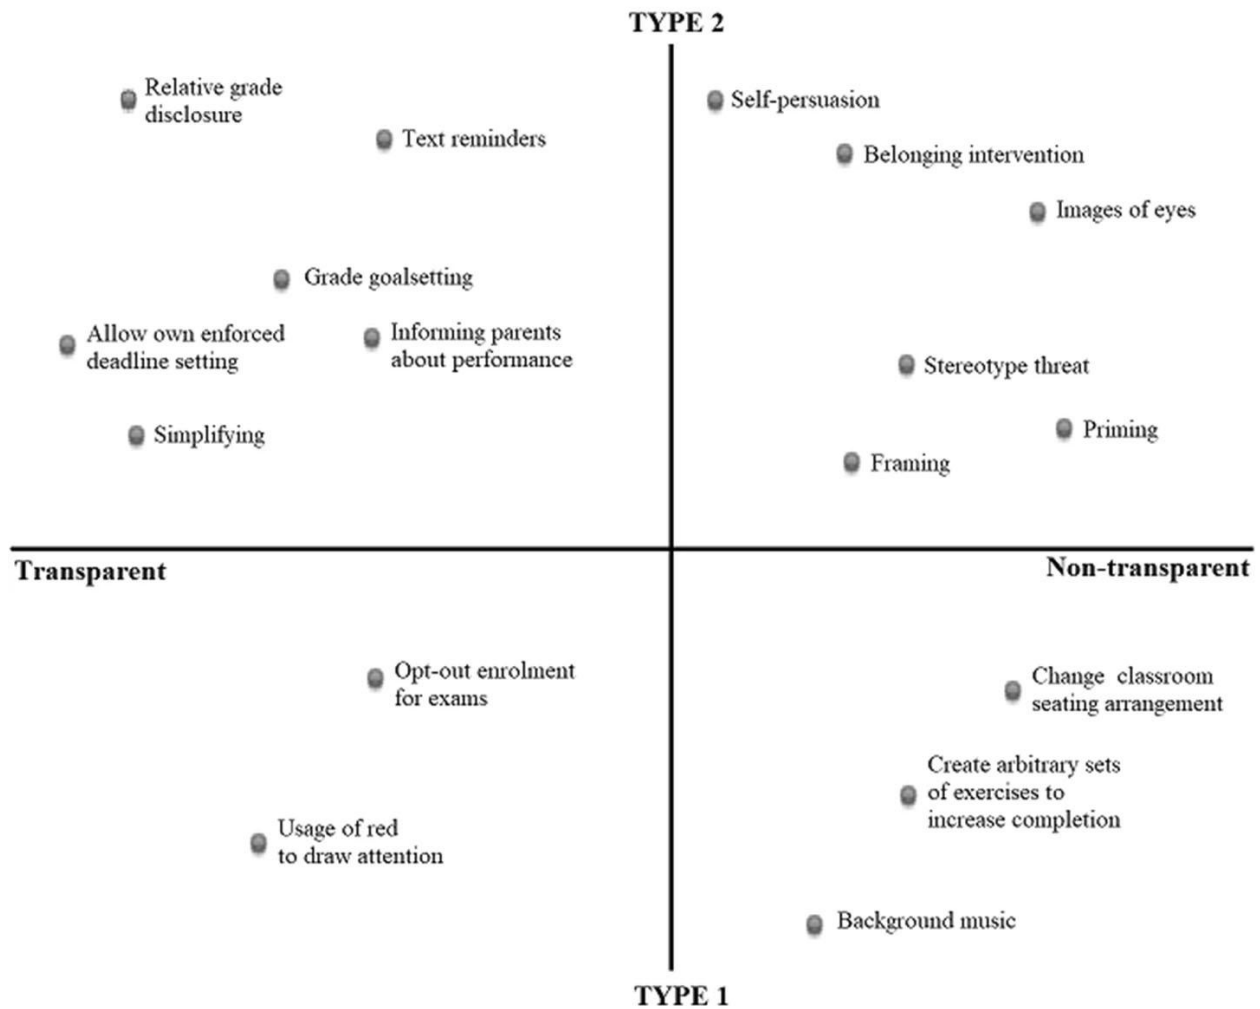 TYPE 2
Relative grade
disclosure
Self-persuasion
Text reminders
Belonging intervention
Images of eyes
Grade goalsetting
Allow own enforced
deadline setting
Informing parents
about performance
Stereotype threat
Simplifying
Priming
Framing
Transparent
Non-transparent
Opt-out enrolment
for exams
Change classroom
seating arrangement
Create arbitrary sets
of exercises to
increase completion
Usage of red
to draw attention
Background music
TYPE 1